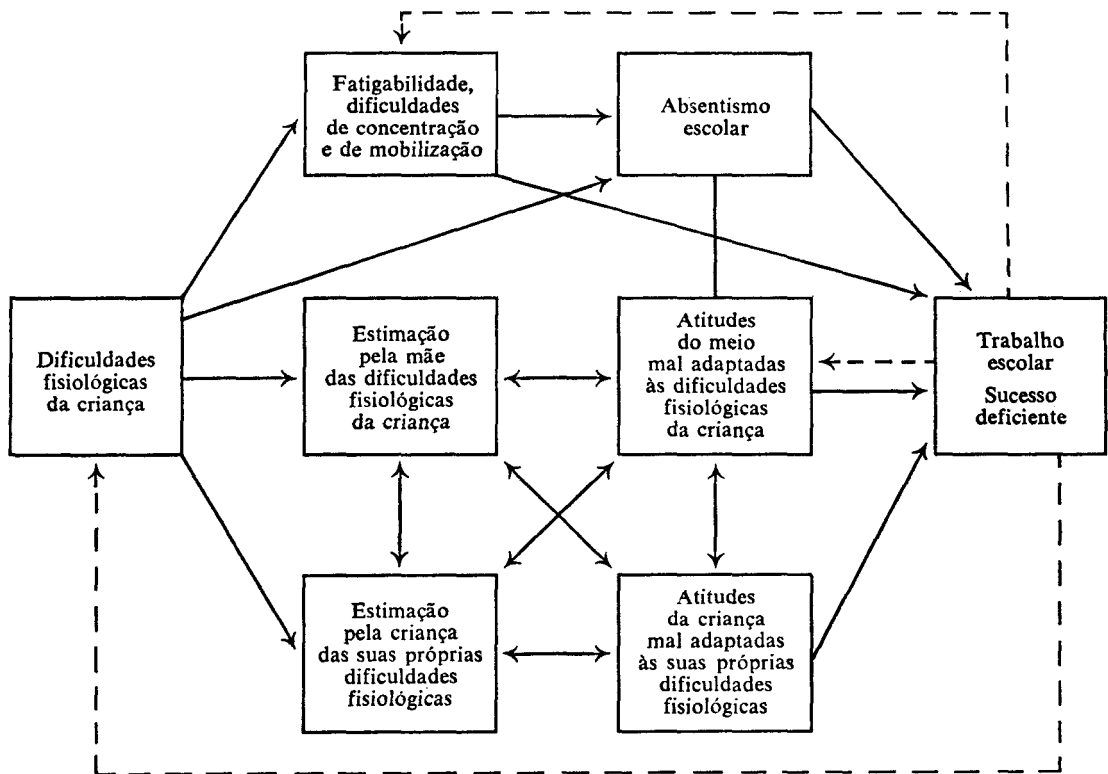 Fatigabilidade,
dificuldades
de concentração
e de mobilização
Absentismo
escolar
Dificuldades
fisiológicas
da criança
Estimação
pela mãe
das dificuldades
fisiológicas
da criança
Atitudes
do meio
mal adaptadas
às dificuldades
fisiológicas
da criança
Trabalho
escolar
Sucesso
deficiente
Estimação
pela criança
das suas próprias
dificuldades
fisiológicas
Atitudes
da criança
mal adaptadas
às suas próprias
dificuldades
fisiológicas